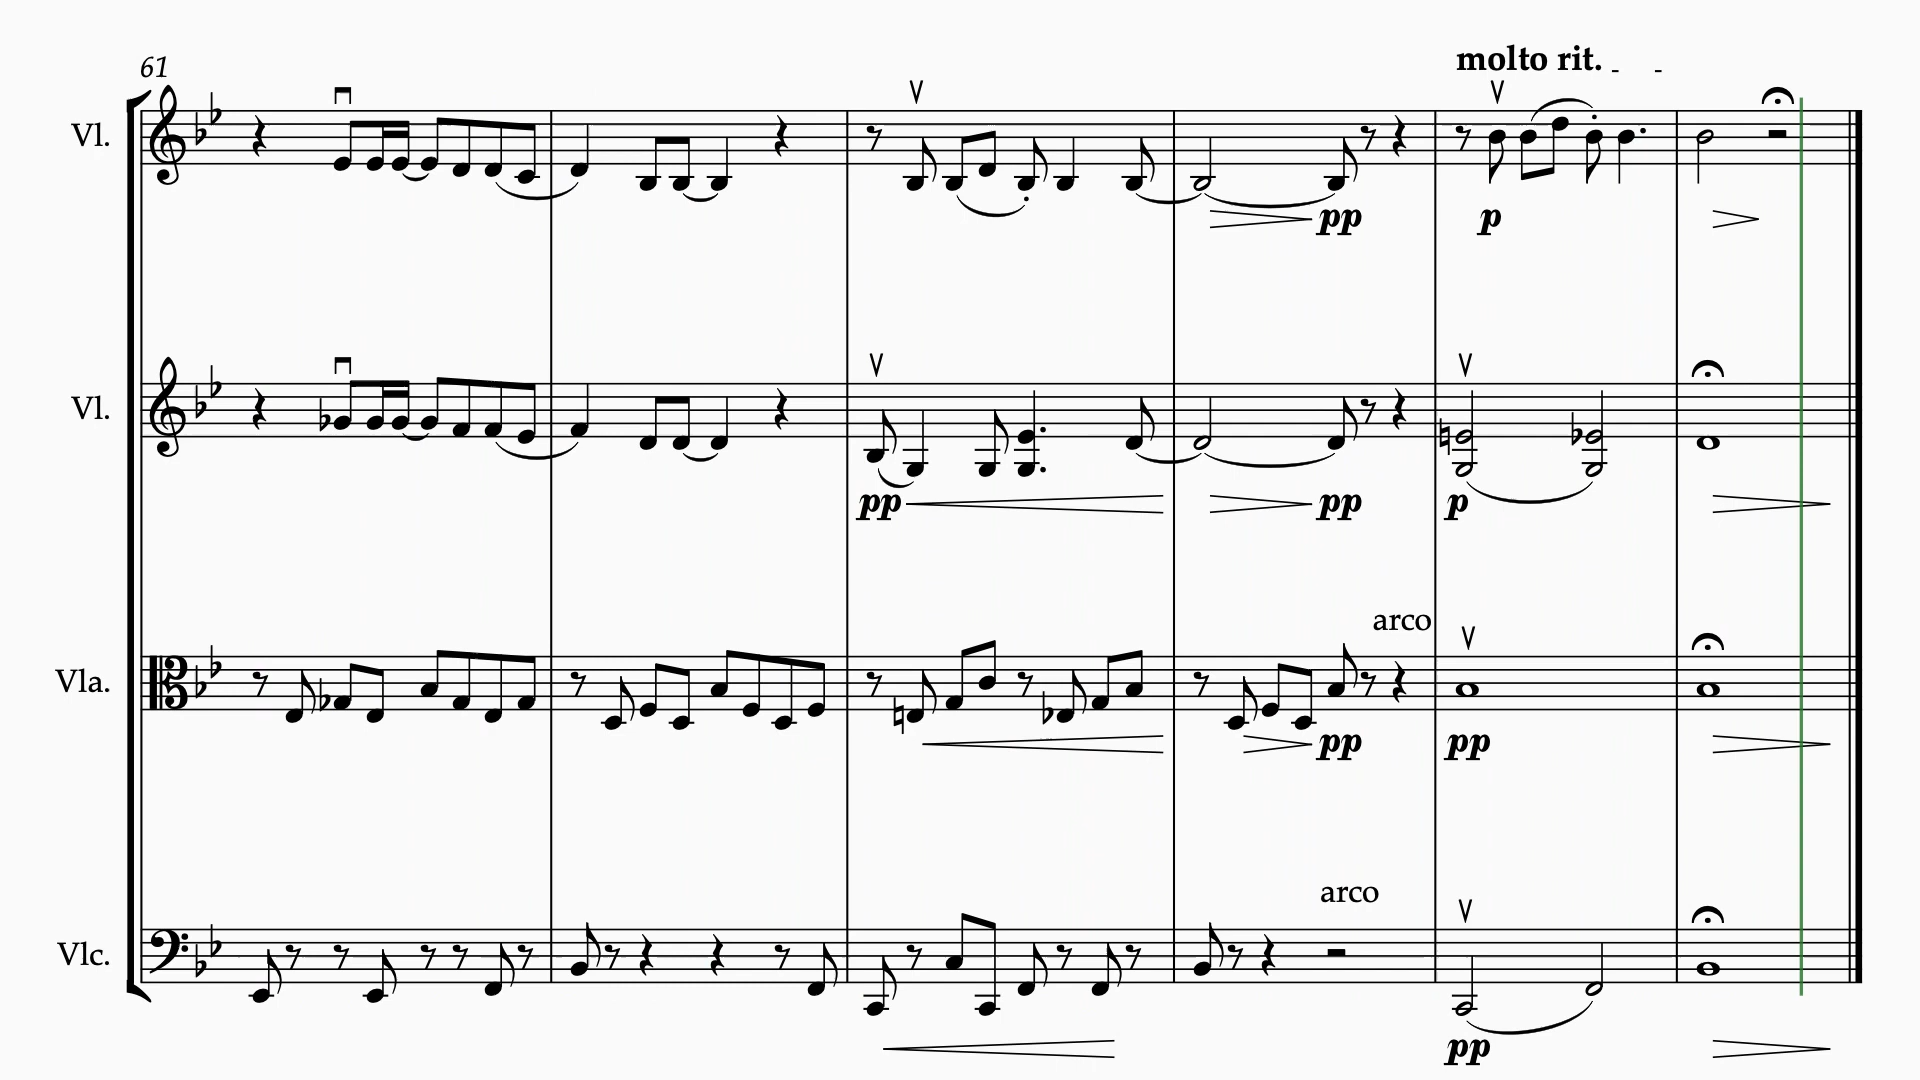 molto rit.
61
Vl.
pp
p
Vl.
pp
pp
p
arco
Vla.
pp
pp
arco
Vlc.
pp